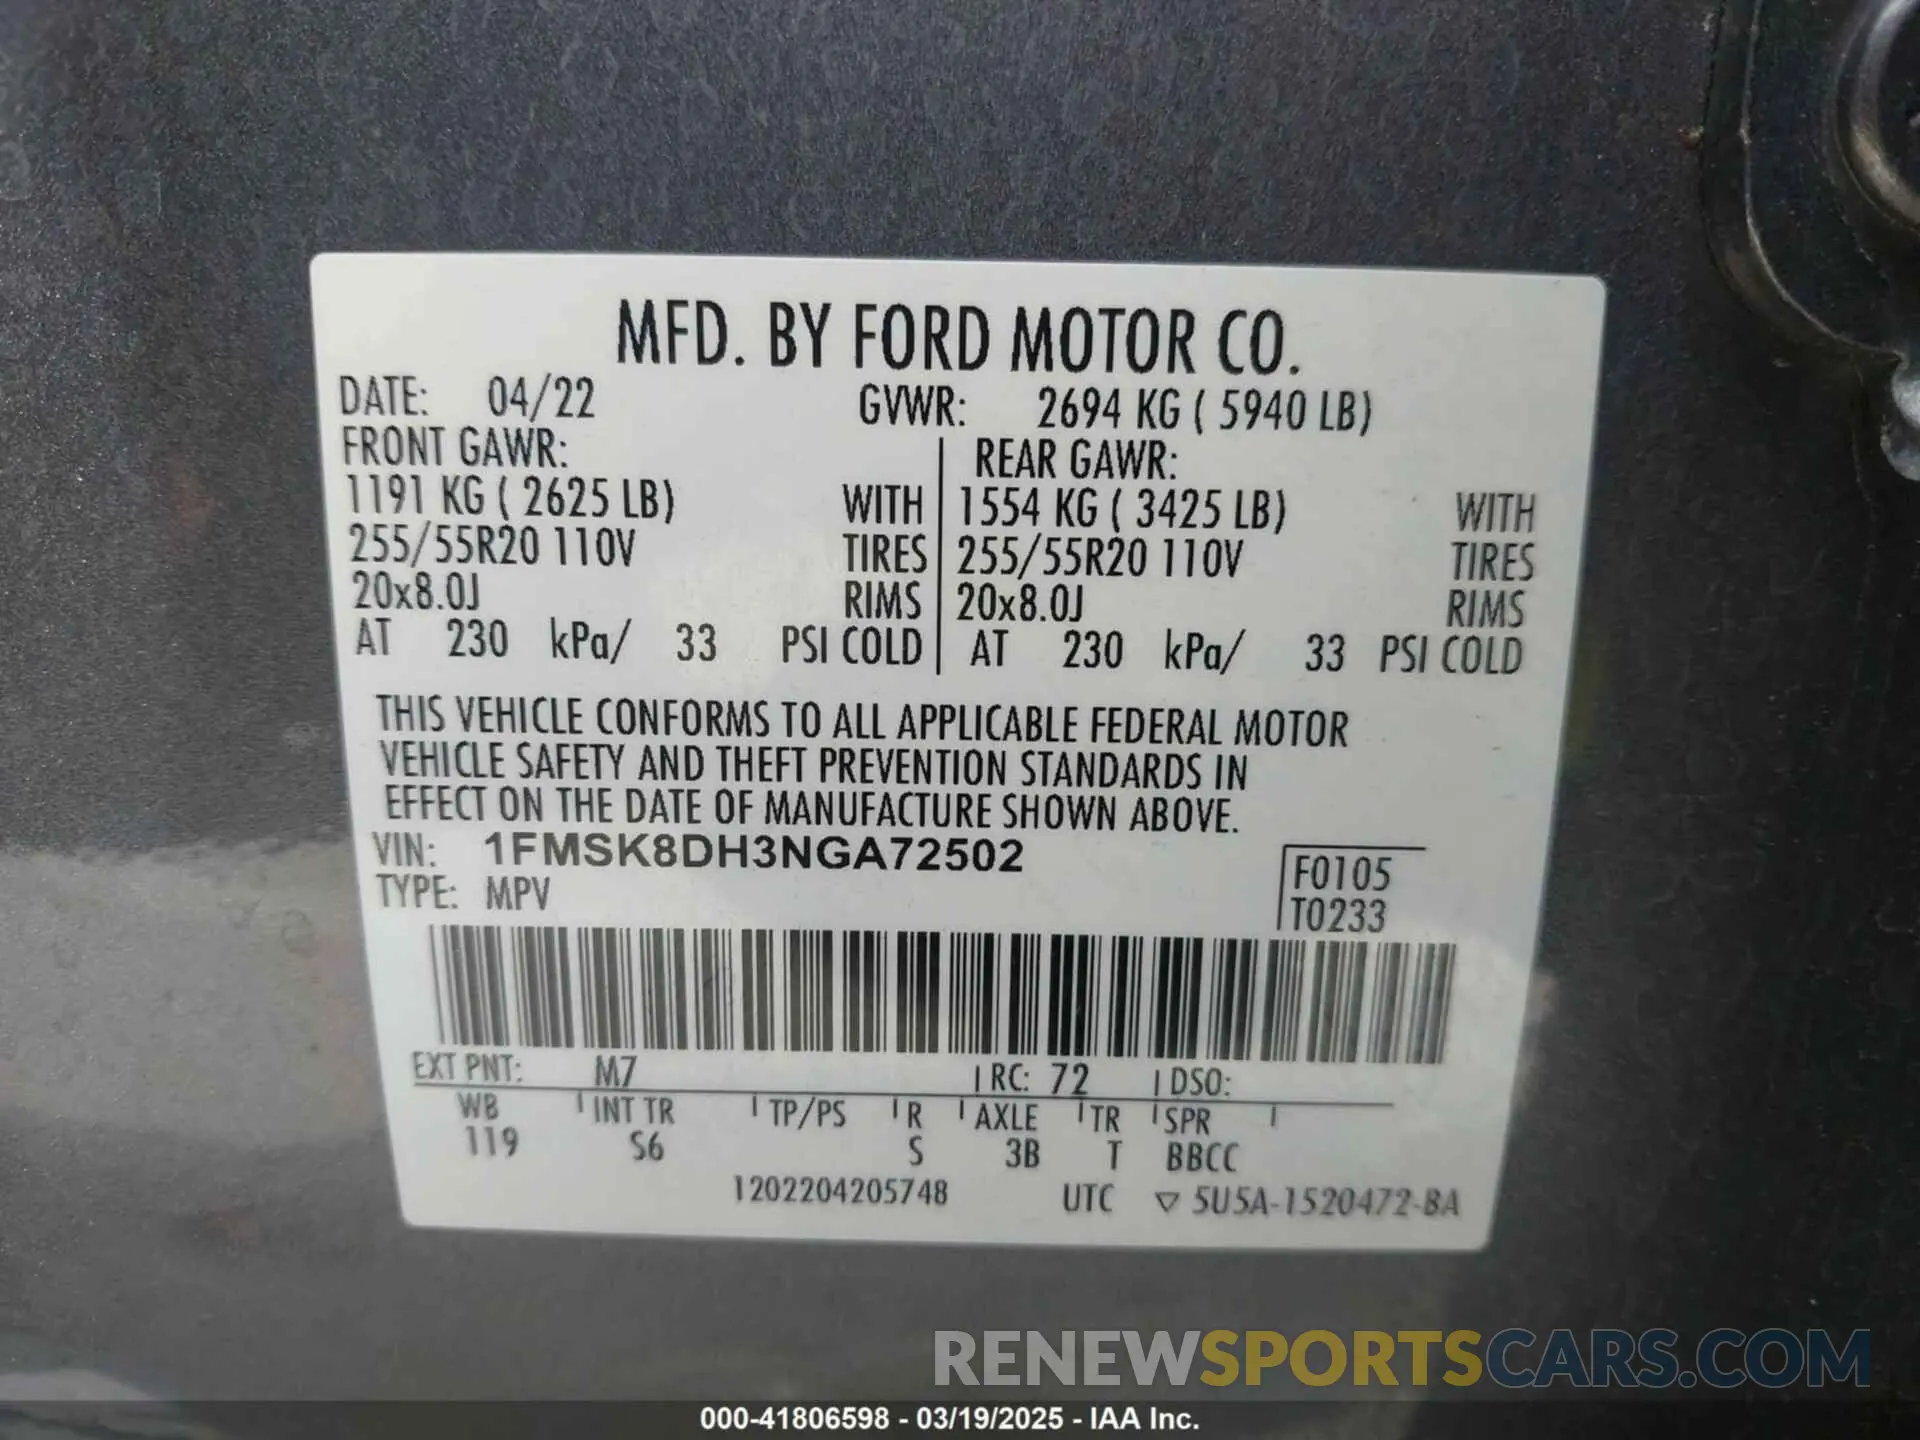 MFD. BY FORD MOTOR CO.
DATE: 04/22 GVWR: 2694 KG ( 5940 LB)
FRONT GAWR: REAR GAWR:
1191 KG ( 2625 LB) WITH 1554 KG ( 3425 LB) WITH
255/55R20 110V TIRES 255/55R20 110V TIRES
20x8.0J RIMS 20x8.0J RIMS
AT 230 kPa/ 33 PSI COLD AT 230 kPa/ 33 PSI COLD
THIS VEHICLE CONFORMS TO ALL APPLICABLE FEDERAL MOTOR
VEHICLE SAFETY AND THEFT PREVENTION STANDARDS IN
EFFECT ON THE DATE OF MANUFACTURE SHOWN ABOVE.
VIN: 1FMSK8DH3NGA72502
TYPE: MPV
F0105
T0233
EXT PNT: M7 RC: 72 DSO:
WB INT TR TP/PS R AXLE TR SPR
119 S6 S 3B T BBCC
1202204205748 UTC ▽ 5U5A-1520472-BA
RENEWSPORTSCARS.COM
000-41806598 - 03/19/2025 - IAA Inc.